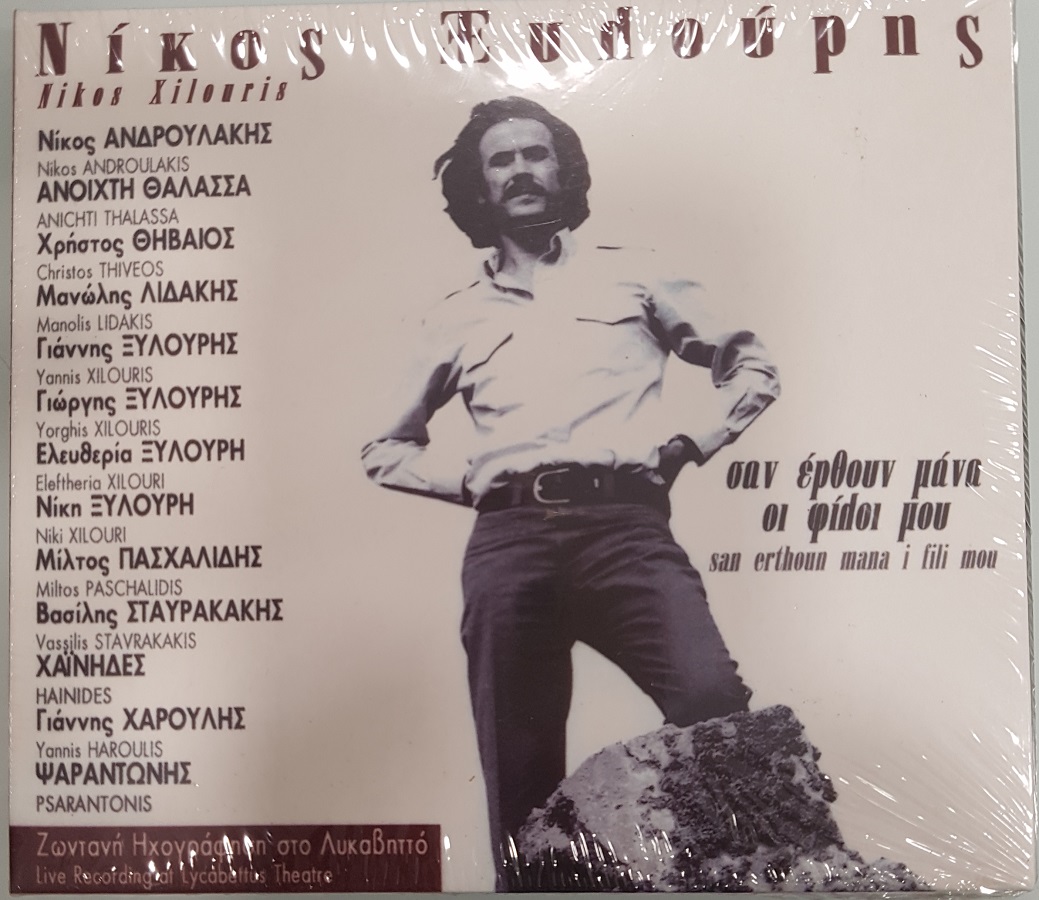 Νίκος Ξυλούρης
Nikos Xilouris
Νίκος ΑΝΔΡΟΥΛΑΚΗΣ
Nikos ANDROULAKIS
ΑΝΟΙΧΤΗ ΘΑΛΑΣΣΑ
ANICHTI THALASSA
Χρήστος ΘΗΒΑΙΟΣ
Christos THIVEOS
Μανώλης ΛΙΔΑΚΗΣ
Manolis LIDAKIS
Γιάννης ΞΥΛΟΥΡΗΣ
Yannis XILOURIS
Γιώργης ΞΥΛΟΥΡΗΣ
Yorghis XILOURIS
Ελευθερία ΞΥΛΟΥΡΗ
Eleftheria XILOURI
Νίκη ΞΥΛΟΥΡΗ
Niki XILOURI
Μίλτος ΠΑΣΧΑΛΙΔΗΣ
Miltos PASCHALIDIS
Βασίλης ΣΤΑΥΡΑΚΑΚΗΣ
Vassilis STAVRAKAKIS
ΧΑΪΝΗΔΕΣ
HAINIDES
Γιάννης ΧΑΡΟΥΛΗΣ
Yannis HAROULIS
ΨΑΡΑΝΤΩΝΗΣ
PSARANTONIS
σαν έρθουν μάνα
οι φίλοι μου
san erthoun mana i fili mou
Ζωντανή Ηχογράφηση στο Λυκαβηττό
Live Recording at Lycabettus Theatre